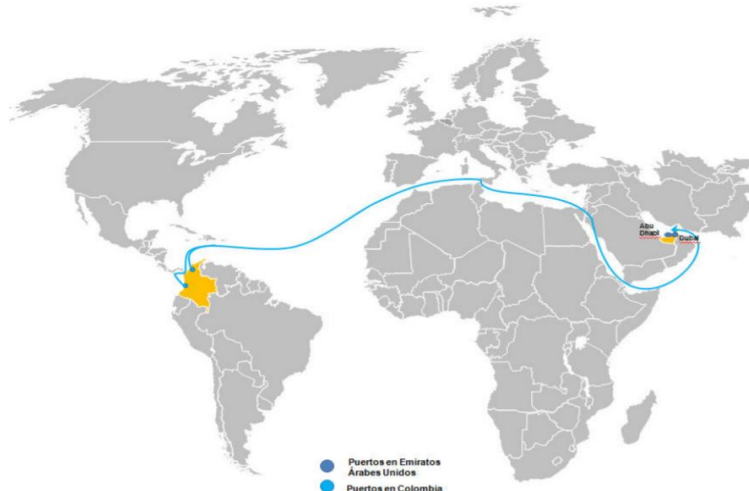 Abu
Dhabi
Dubai
Puertos en Emiratos
Árabes Unidos
Puertos en Colombia